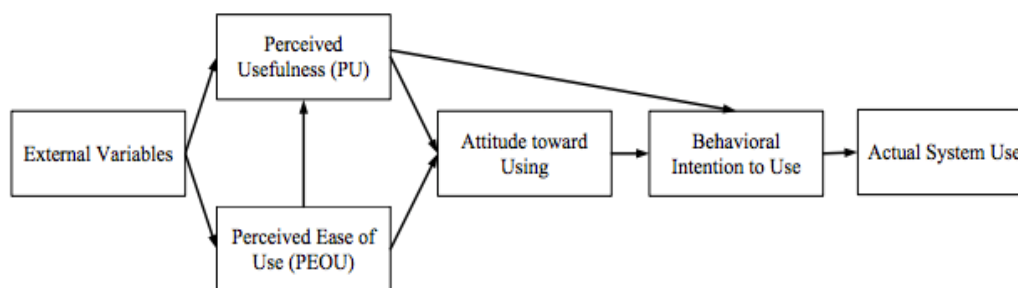 Perceived
Usefulness (PU)
External Variables
Perceived Ease of
Use (PEOU)
Attitude toward
Using
Behavioral
Intention to Use
Actual System Use